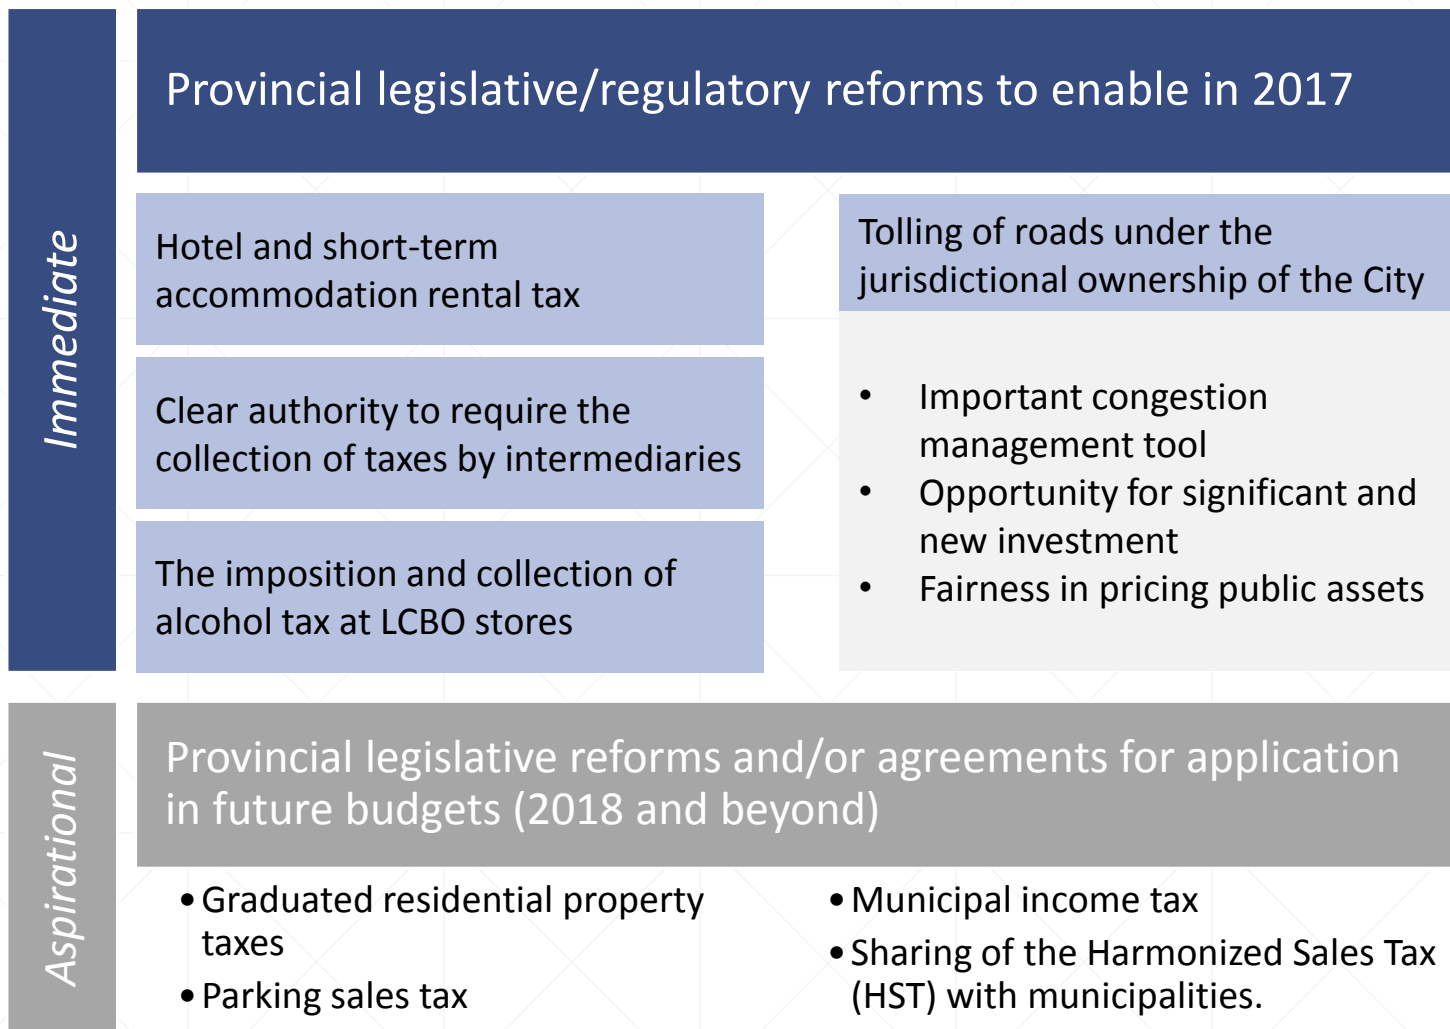 Immediate
Provincial legislative/regulatory reforms to enable in 2017
Hotel and short-term
accommodation rental tax
Clear authority to require the
collection of taxes by intermediaries
The imposition and collection of
alcohol tax at LCBO stores
Tolling of roads under the
jurisdictional ownership of the City
• Important congestion
management tool
• Opportunity for significant and
new investment
• Fairness in pricing public assets
Aspirational
Provincial legislative reforms and/or agreements for application
in future budgets (2018 and beyond)
• Graduated residential property
taxes
• Parking sales tax
• Municipal income tax
• Sharing of the Harmonized Sales Tax
(HST) with municipalities.